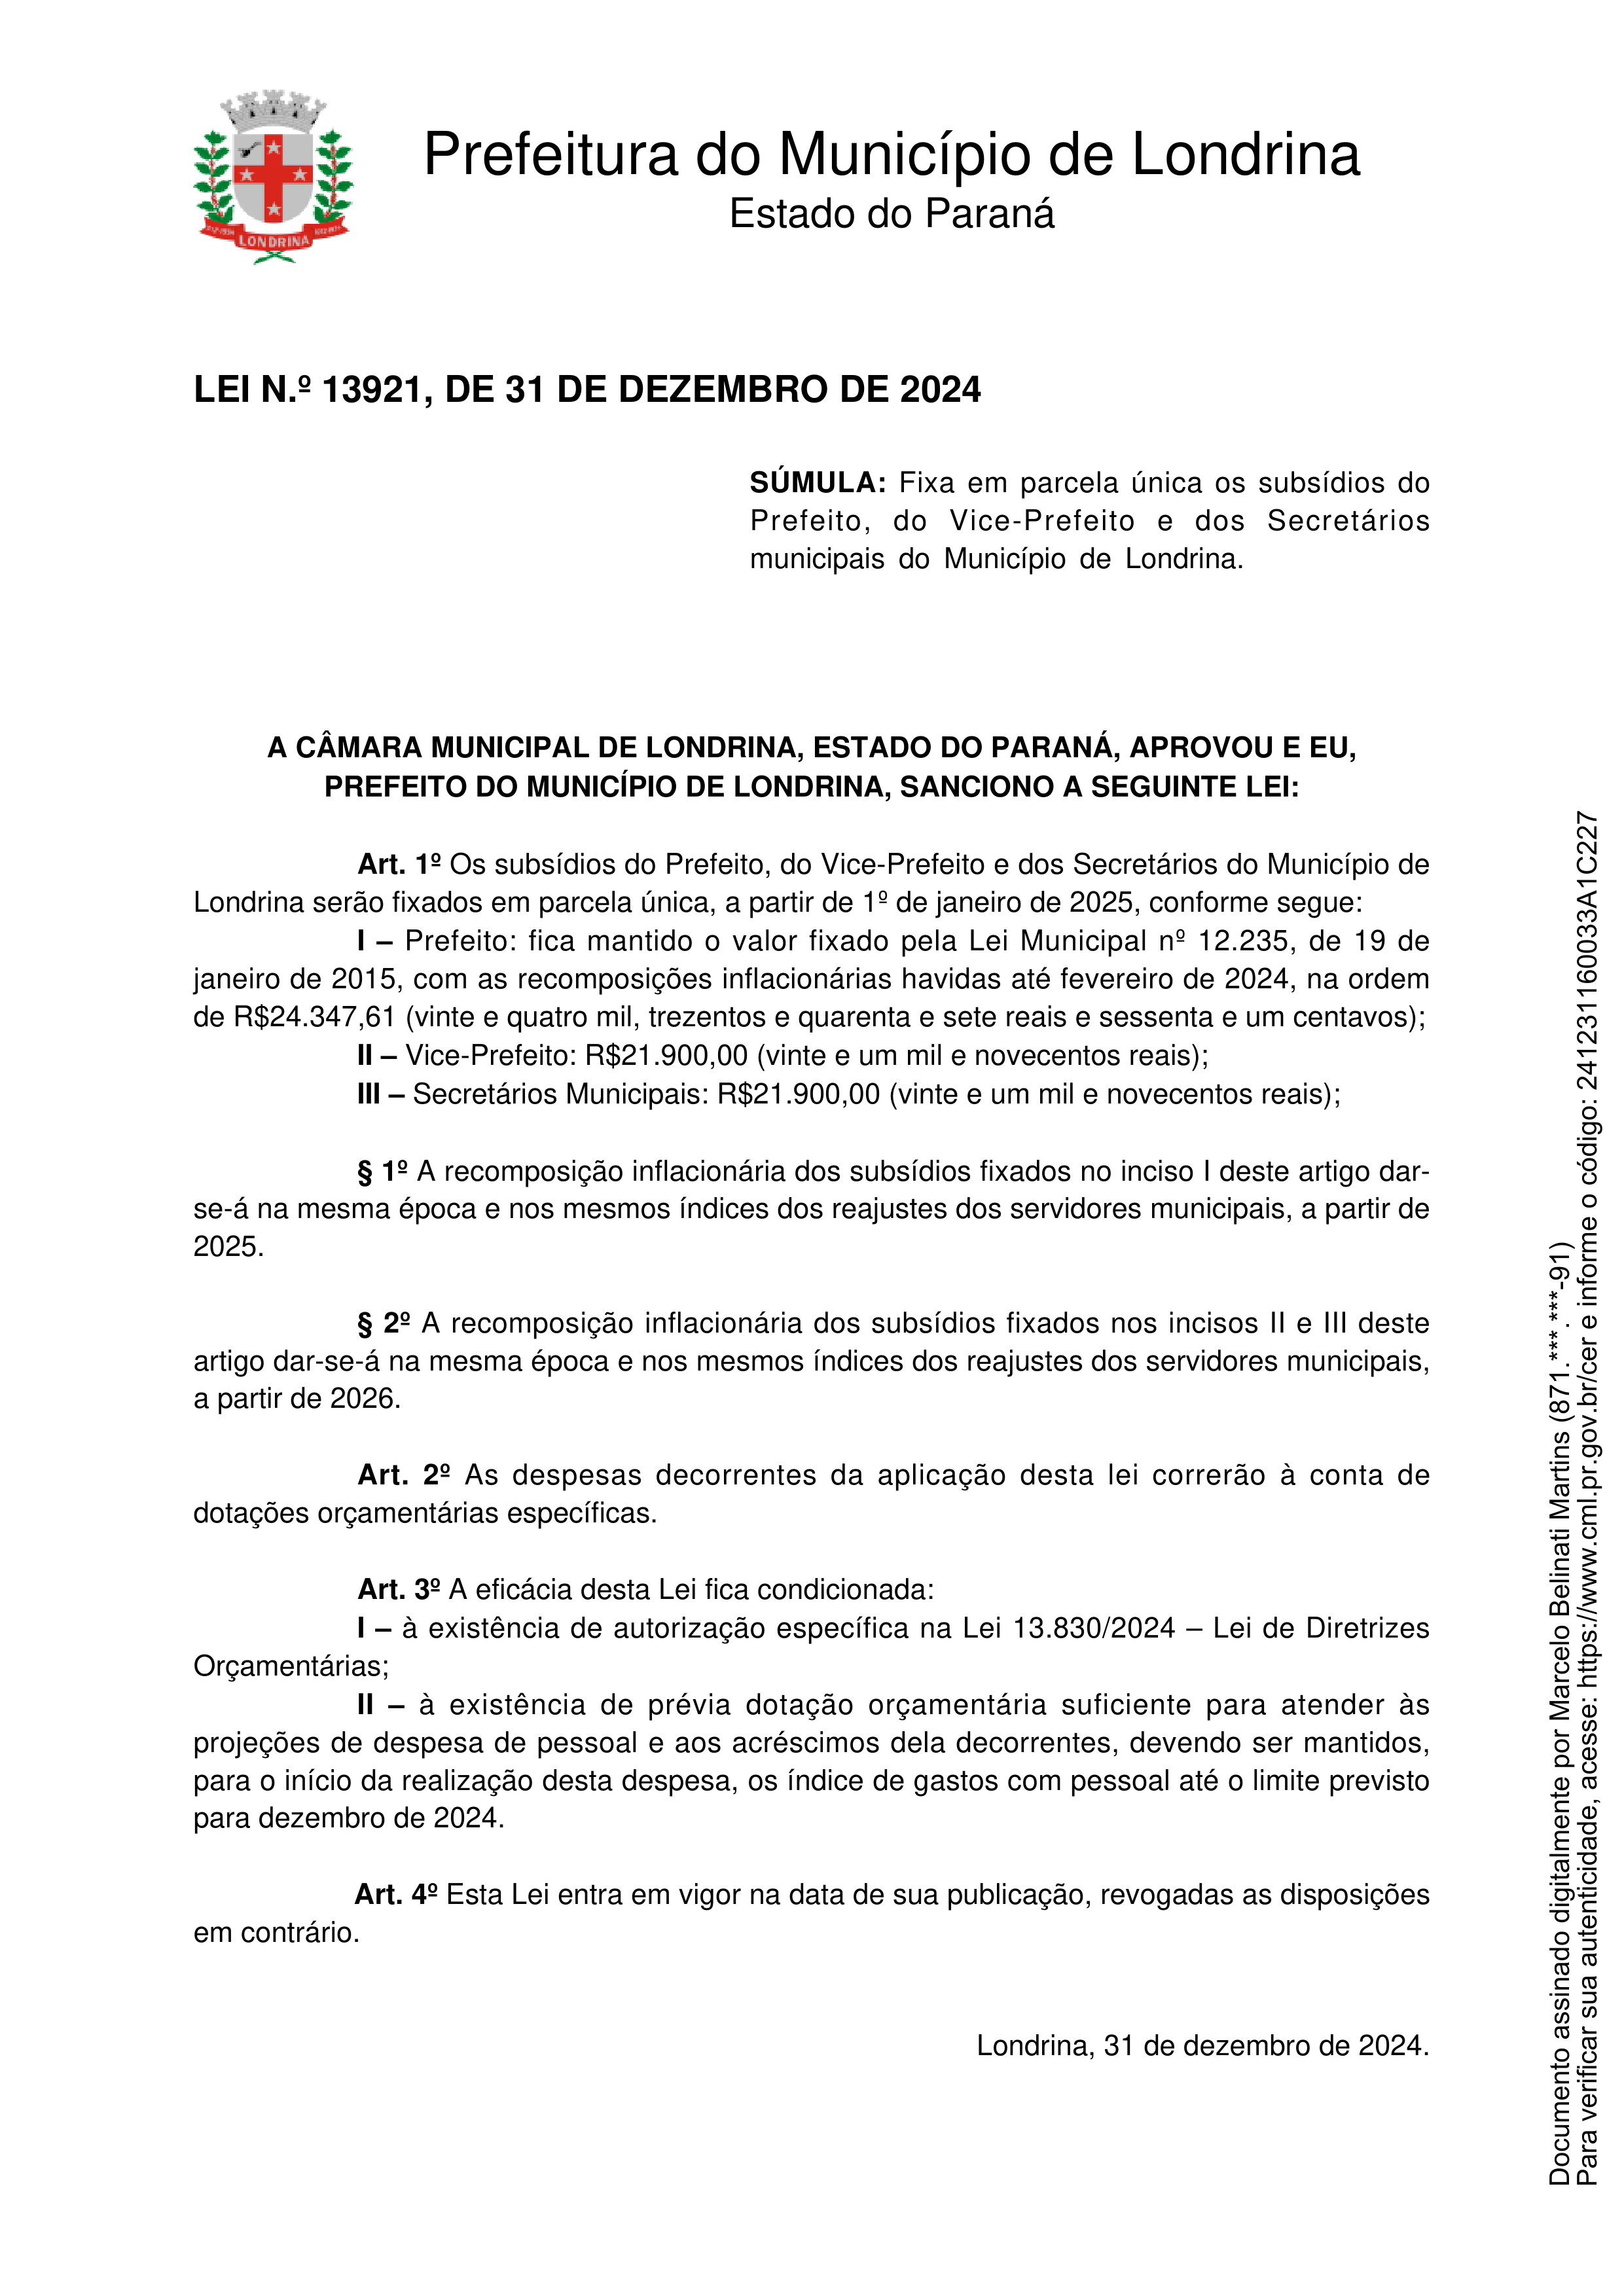 LONDRINA
Prefeitura do Município de Londrina
Estado do Paraná
LEI N.º 13921, DE 31 DE DEZEMBRO DE 2024
SÚMULA: Fixa em parcela única os subsídios do
Prefeito, do Vice-Prefeito e dos Secretários
municipais do Município de Londrina.
A CÂMARA MUNICIPAL DE LONDRINA, ESTADO DO PARANÁ, APROVOU E EU,
PREFEITO DO MUNICÍPIO DE LONDRINA, SANCIONO A SEGUINTE LEI:
Art. 1º Os subsídios do Prefeito, do Vice-Prefeito e dos Secretários do Município de
Londrina serão fixados em parcela única, a partir de 1º de janeiro de 2025, conforme segue:
I – Prefeito: fica mantido o valor fixado pela Lei Municipal nº 12.235, de 19 de
janeiro de 2015, com as recomposições inflacionárias havidas até fevereiro de 2024, na ordem
de R$24.347,61 (vinte e quatro mil, trezentos e quarenta e sete reais e sessenta e um centavos);
II – Vice-Prefeito: R$21.900,00 (vinte e um mil e novecentos reais);
III – Secretários Municipais: R$21.900,00 (vinte e um mil e novecentos reais);
§ 1º A recomposição inflacionária dos subsídios fixados no inciso I deste artigo dar-
se-á na mesma época e nos mesmos índices dos reajustes dos servidores municipais, a partir de
2025.
§ 2º A recomposição inflacionária dos subsídios fixados nos incisos II e III deste
artigo dar-se-á na mesma época e nos mesmos índices dos reajustes dos servidores municipais,
a partir de 2026.
Art. 2º As despesas decorrentes da aplicação desta lei correrão à conta de
dotações orçamentárias específicas.
Art. 3º A eficácia desta Lei fica condicionada:
I – à existência de autorização específica na Lei 13.830/2024 – Lei de Diretrizes
Orçamentárias;
II – à existência de prévia dotação orçamentária suficiente para atender às
projeções de despesa de pessoal e aos acréscimos dela decorrentes, devendo ser mantidos,
para o início da realização desta despesa, os índice de gastos com pessoal até o limite previsto
para dezembro de 2024.
Art. 4º Esta Lei entra em vigor na data de sua publicação, revogadas as disposições
em contrário.
Londrina, 31 de dezembro de 2024.
Documento assinado digitalmente por Marcelo Belinati Martins (871.***.***-91)
Para verificar sua autenticidade, acesse: https://www.cml.pr.gov.br/cer e informe o código: 241231160033A1C227